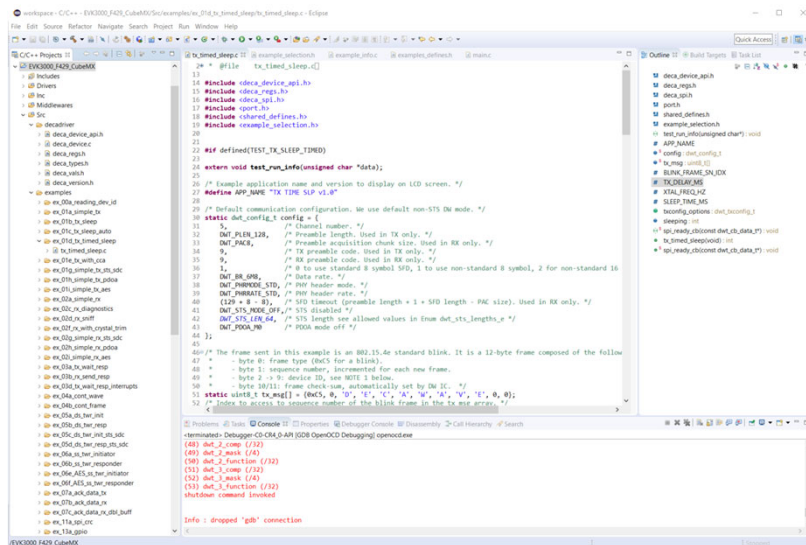 workspace - C/C++ - EVK3000_F429_CubeMX/Src/examples/ex_01d_tx_timed_sleep/tx_timed_sleep.c - Eclipse
File Edit Source Refactor Navigate Search Project Run Window Help
Quick Access
C/C++ Projects
EVK3000_F429_CubeMX
Includes
Drivers
Inc
Middlewares
Src
decadriver
deca_device_api.h
deca_device.c
deca_regs.h
deca_types.h
deca_vals.h
deca_version.h
examples
ex_00a_reading_dev_id
ex_01a_simple_tx
ex_01b_tx_sleep
ex_01c_tx_sleep_auto
ex_01d_tx_timed_sleep
tx_timed_sleep.c
ex_01e_tx_with_cca
ex_01g_simple_tx_sts_sdc
ex_01g_simple_tx_pdoa
ex_01i_simple_tx_aes
ex_02a_simple_rx
ex_02c_rx_diagnostics
ex_02d_rx_sniff
ex_02f_rx_with_crystal_trim
ex_02g_simple_rx_sts_sdc
ex_02h_simple_rx_pdoa
ex_02i_simple_rx_aes
ex_03a_tx_wait_resp
ex_03b_rx_send_resp
ex_03d_tx_wait_resp_interrupts
ex_04a_cont_wave
ex_04b_cont_frame
ex_05a_ds_twr_init
ex_05b_ds_twr_resp
ex_05c_ds_twr_init_sts_sdc
ex_05d_ds_twr_resp_sts_sdc
ex_06a_ss_twr_initiator
ex_06b_ss_twr_responder
ex_06e_AES_ss_twr_initiator
ex_06f_AES_ss_twr_responder
ex_07a_ack_data_tx
ex_07b_ack_data_rx
ex_07c_ack_data_rx_dbl_buff
ex_11a_spi_crc
ex_13a_gpio
tx_timed_sleep.c example_selection.h example_info.c examples_defines.h main.c
2 * @file tx_timed_sleep.c
13
14 #include <deca_device_api.h>
15 #include <deca_regs.h>
16 #include <deca_spi.h>
17 #include <port.h>
18 #include <shared_defines.h>
19 #include <example_selection.h>
20
21
22 #if defined(TEST_TX_SLEEP_TIMED)
23
24 extern void test_run_info(unsigned char *data);
25
26 /* Example application name and version to display on LCD screen. */
27 #define APP_NAME "TX TIME SLP v1.0"
28
29 /* Default communication configuration. We use default non-STS DW mode. */
30 static dwt_config_t config = {
31 5, /* Channel number. */
32 DWT_PLEN_128, /* Preamble length. Used in TX only. */
33 DWT_PAC8, /* Preamble acquisition chunk size. Used in RX only. */
34 9, /* TX preamble code. Used in TX only. */
35 9, /* RX preamble code. Used in RX only. */
36 1, /* 0 to use standard 8 symbol SFD, 1 to use non-standard 8 symbol, 2 for non-standard 16
37 DWT_BR_6M8, /* Data rate. */
38 DWT_PHRMODE_STD, /* PHY header mode. */
39 DWT_PHRRATE_STD, /* PHY header rate. */
40 (129 + 8 - 8), /* SFD timeout (preamble length + 1 + SFD length - PAC size). Used in RX only. */
41 DWT_STS_MODE_OFF,/* STS disabled */
42 DWT_STS_LEN_64, /* STS length see allowed values in Enum dwt_sts_lengths_e */
43 DWT_PDOA_M0 /* PDOA mode off */
44 };
45
46 /* The frame sent in this example is an 802.15.4e standard blink. It is a 12-byte frame composed of the follow
47 * - byte 0: frame type (0xC5 for a blink).
48 * - byte 1: sequence number, incremented for each new frame.
49 * - byte 2 -> 9: device ID, see NOTE 1 below.
50 * - byte 10/11: frame check-sum, automatically set by DW IC. */
51 static uint8_t tx_msg[] = {0xC5, 0, 'D', 'E', 'C', 'A', 'W', 'A', 'V', 'E', 0, 0};
52 /* Index to access to sequence number of the blink frame in the tx_msg array. */
Outline Build Targets Task List
deca_device_api.h
deca_regs.h
deca_spi.h
port.h
shared_defines.h
example_selection.h
test_run_info(unsigned char*) : void
APP_NAME
config : dwt_config_t
tx_msg : uint8_t[]
BLINK_FRAME_SN_IDX
TX_DELAY_MS
XTAL_FREQ_HZ
SLEEP_TIME_MS
txconfig_options : dwt_txconfig_t
sleeping : int
spi_ready_cb(const dwt_cb_data_t*) : void
tx_timed_sleep(void) : int
spi_ready_cb(const dwt_cb_data_t*) : void
Problems Tasks Console Properties Debugger Console Disassembly Call Hierarchy Search
<terminated> Debugger-C0-CR4_0-API [GDB OpenOCD Debugging] openocd.exe
(48) dwt_2_comp (/32)
(49) dwt_2_mask (/4)
(50) dwt_2_function (/32)
(51) dwt_3_comp (/32)
(52) dwt_3_mask (/4)
(53) dwt_3_function (/32)
shutdown command invoked
Info : dropped 'gdb' connection
/EVK3000_F429_CubeMX